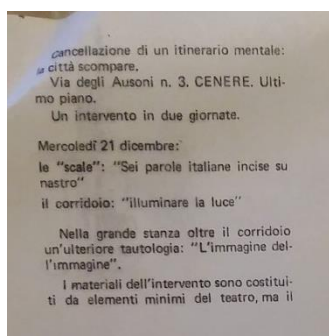 cancellazione di un itinerario mentale:
la città scompare.
Via degli Ausoni n. 3. CENERE. Ulti-
mo piano.
Un intervento in due giornate.
Mercoledì 21 dicembre:
le "scale": "Sei parole italiane incise su
nastro"
il corridoio: "illuminare la luce"
Nella grande stanza oltre il corridoio
un'ulteriore tautologia: "L'immagine del-
l'immagine".
I materiali dell'intervento sono costitui-
ti da elementi minimi del teatro, ma il